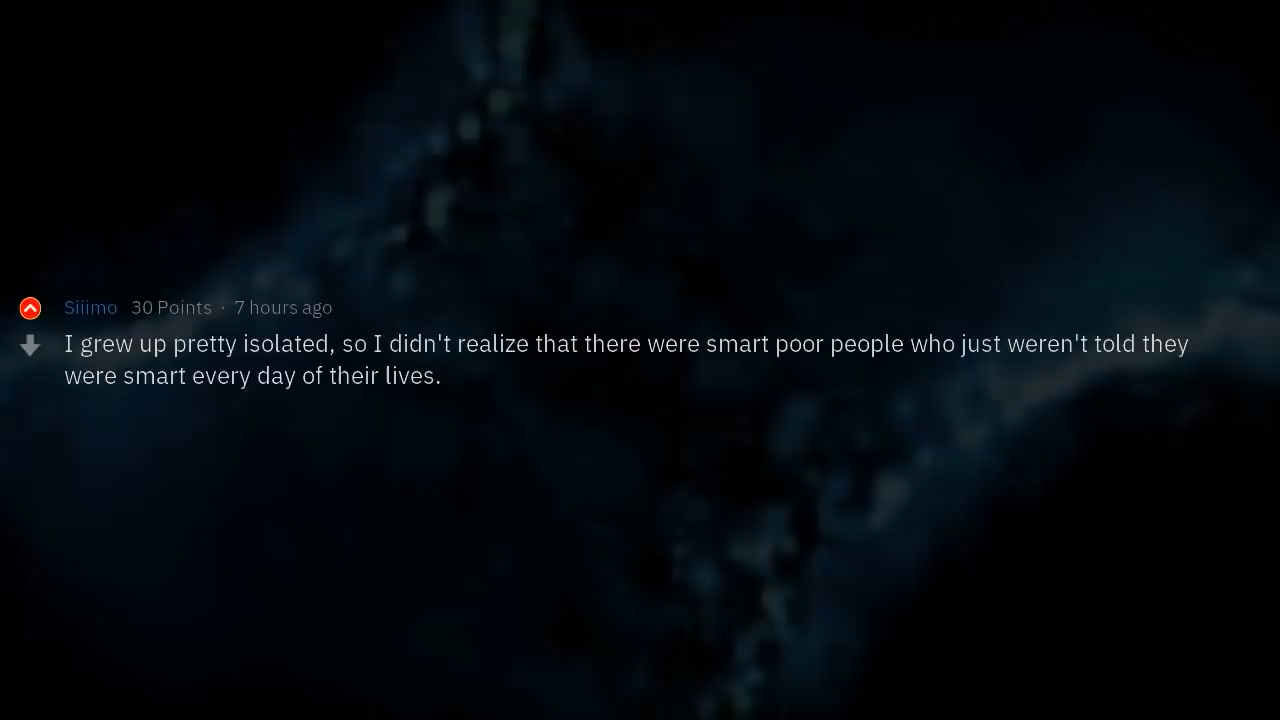 Siiimo 30 Points · 7 hours ago
I grew up pretty isolated, so I didn't realize that there were smart poor people who just weren't told they
were smart every day of their lives.